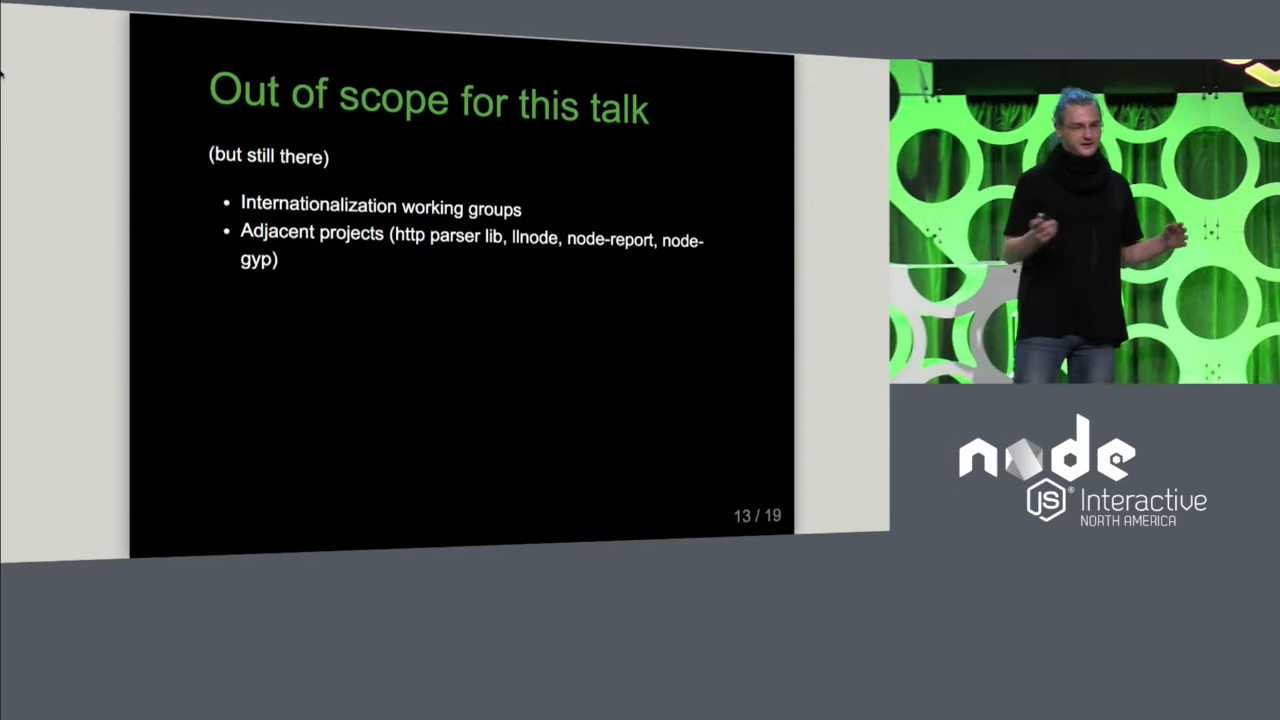 Out of scope for this talk
(but still there)
• Internationalization working groups
• Adjacent projects (http parser lib, llnode, node-report, node-
gyp)
13 / 19
node
JS® Interactive
NORTH AMERICA